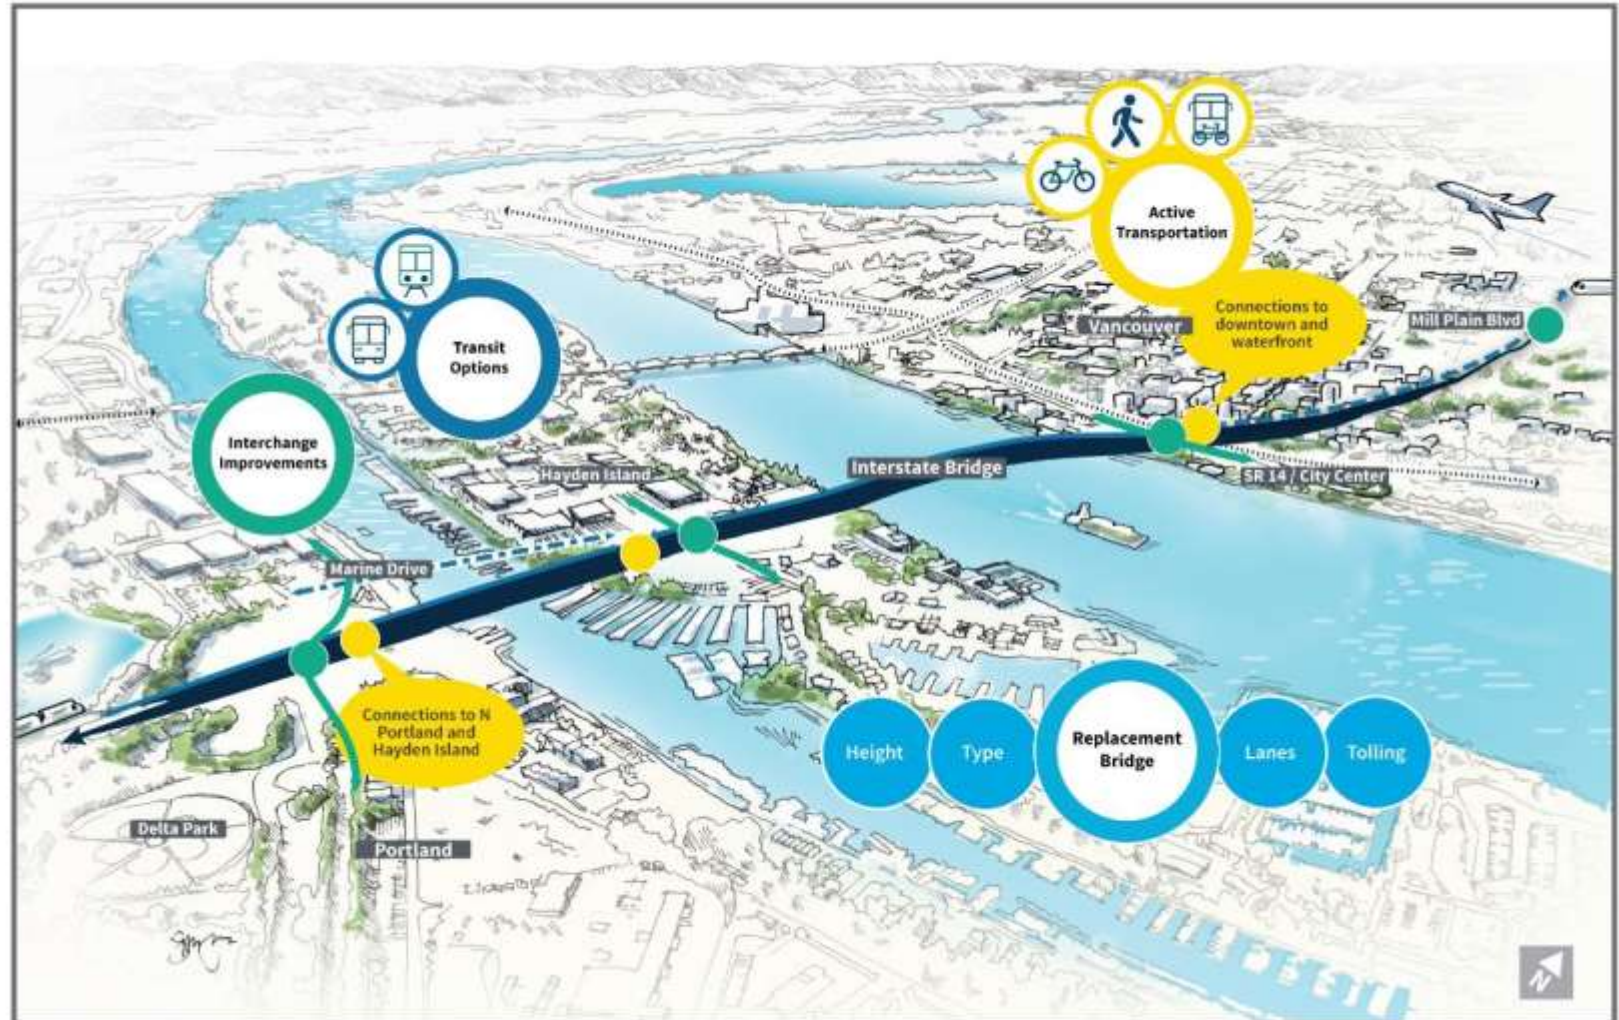 Active
Transportation
Connections to
downtown and
waterfront
Vancouver
Mill Plain Blvd
Transit
Options
Interchange
Improvements
Hayden Island
Interstate Bridge
SR 14 / City Center
Marine Drive
Connections to N
Portland and
Hayden Island
Height
Type
Replacement
Bridge
Lanes
Tolling
Delta Park
Portland
N